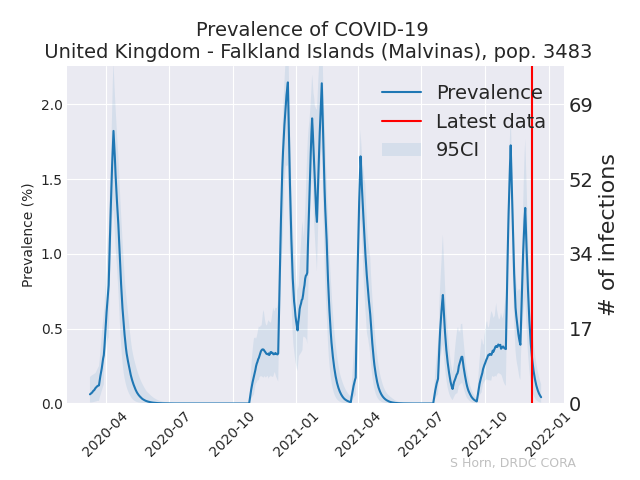 Prevalence of COVID-19
United Kingdom - Falkland Islands (Malvinas), pop. 3483
Prevalence (%)
2.0
1.5
1.0
0.5
0.0
Prevalence
Latest data
95CI
69
52
34
17
0
# of infections
2020-04
2020-07
2020-10
2021-01
2021-04
2021-07
2021-10
2022-01
S Horn, DRDC CORA